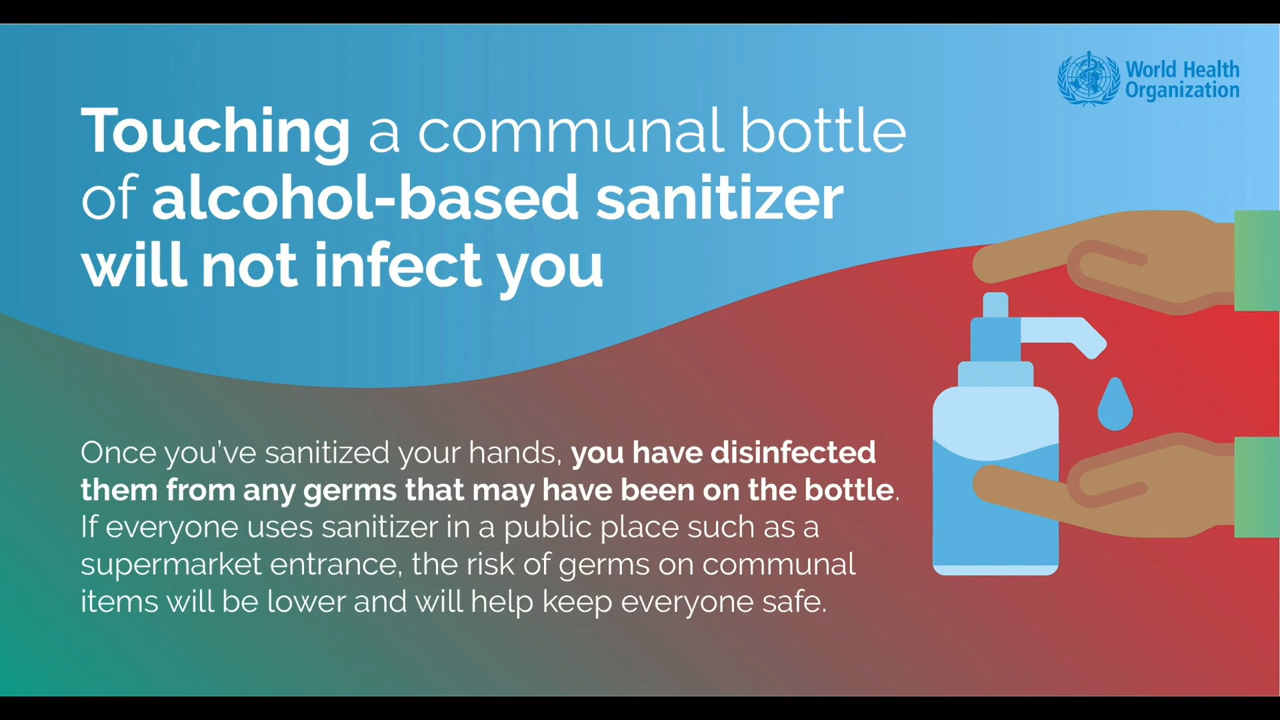 World Health
Organization
Touching a communal bottle
of alcohol-based sanitizer
will not infect you
Once you’ve sanitized your hands, you have disinfected
them from any germs that may have been on the bottle.
If everyone uses sanitizer in a public place such as a
supermarket entrance, the risk of germs on communal
items will be lower and will help keep everyone safe.